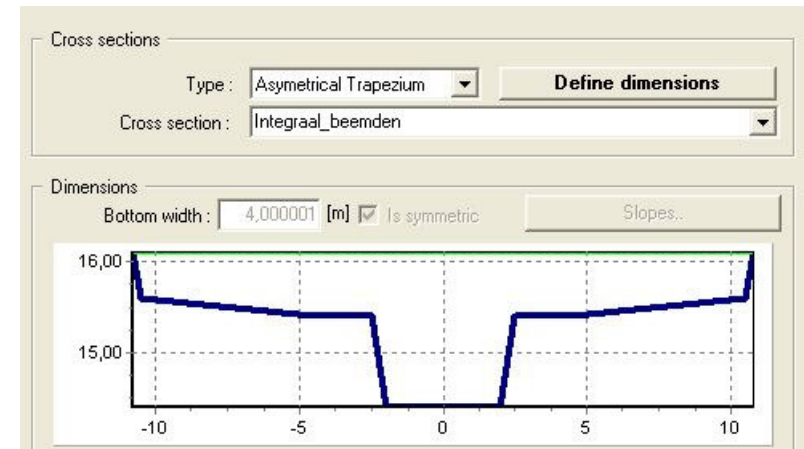 Cross sections
Type : Asymetrical Trapezium Define dimensions
Cross section : Integraal_beemden
Dimensions
Bottom width : 4,000001 [m] Is symmetric Slopes..
16,00
15,00
-10 -5 0 5 10